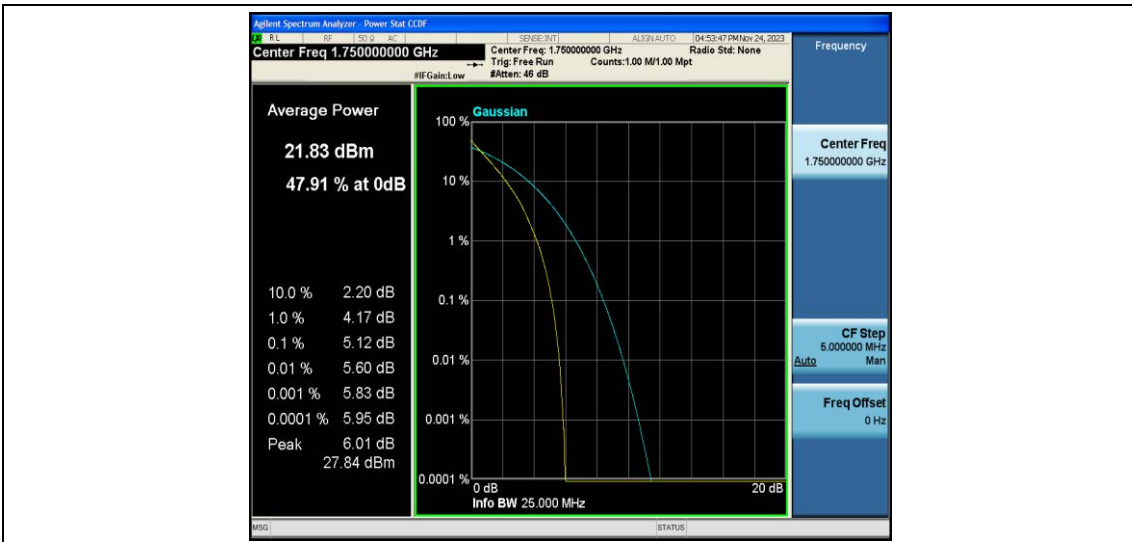 Agilent Spectrum Analyzer - Power Stat CCDF
RL RF 50 Ω AC SENSE:INT ALIGNAUTO 04:53:47 PM Nov 24, 2023
Center Freq 1.750000000 GHz
Center Freq: 1.750000000 GHz Radio Std: None
Trig: Free Run Counts:1.00 M/1.00 Mpt
#IFGain:Low #Atten: 46 dB
Frequency
Average Power
21.83 dBm
47.91 % at 0dB
10.0 % 2.20 dB
1.0 % 4.17 dB
0.1 % 5.12 dB
0.01 % 5.60 dB
0.001 % 5.83 dB
0.0001 % 5.95 dB
Peak 6.01 dB
27.84 dBm
Gaussian
100 %
10 %
1 %
0.1 %
0.01 %
0.001 %
0.0001 %
0 dB 20 dB
Info BW 25.000 MHz
Center Freq
1.750000000 GHz
CF Step
5.000000 MHz
Auto Man
Freq Offset
0 Hz
MSG STATUS